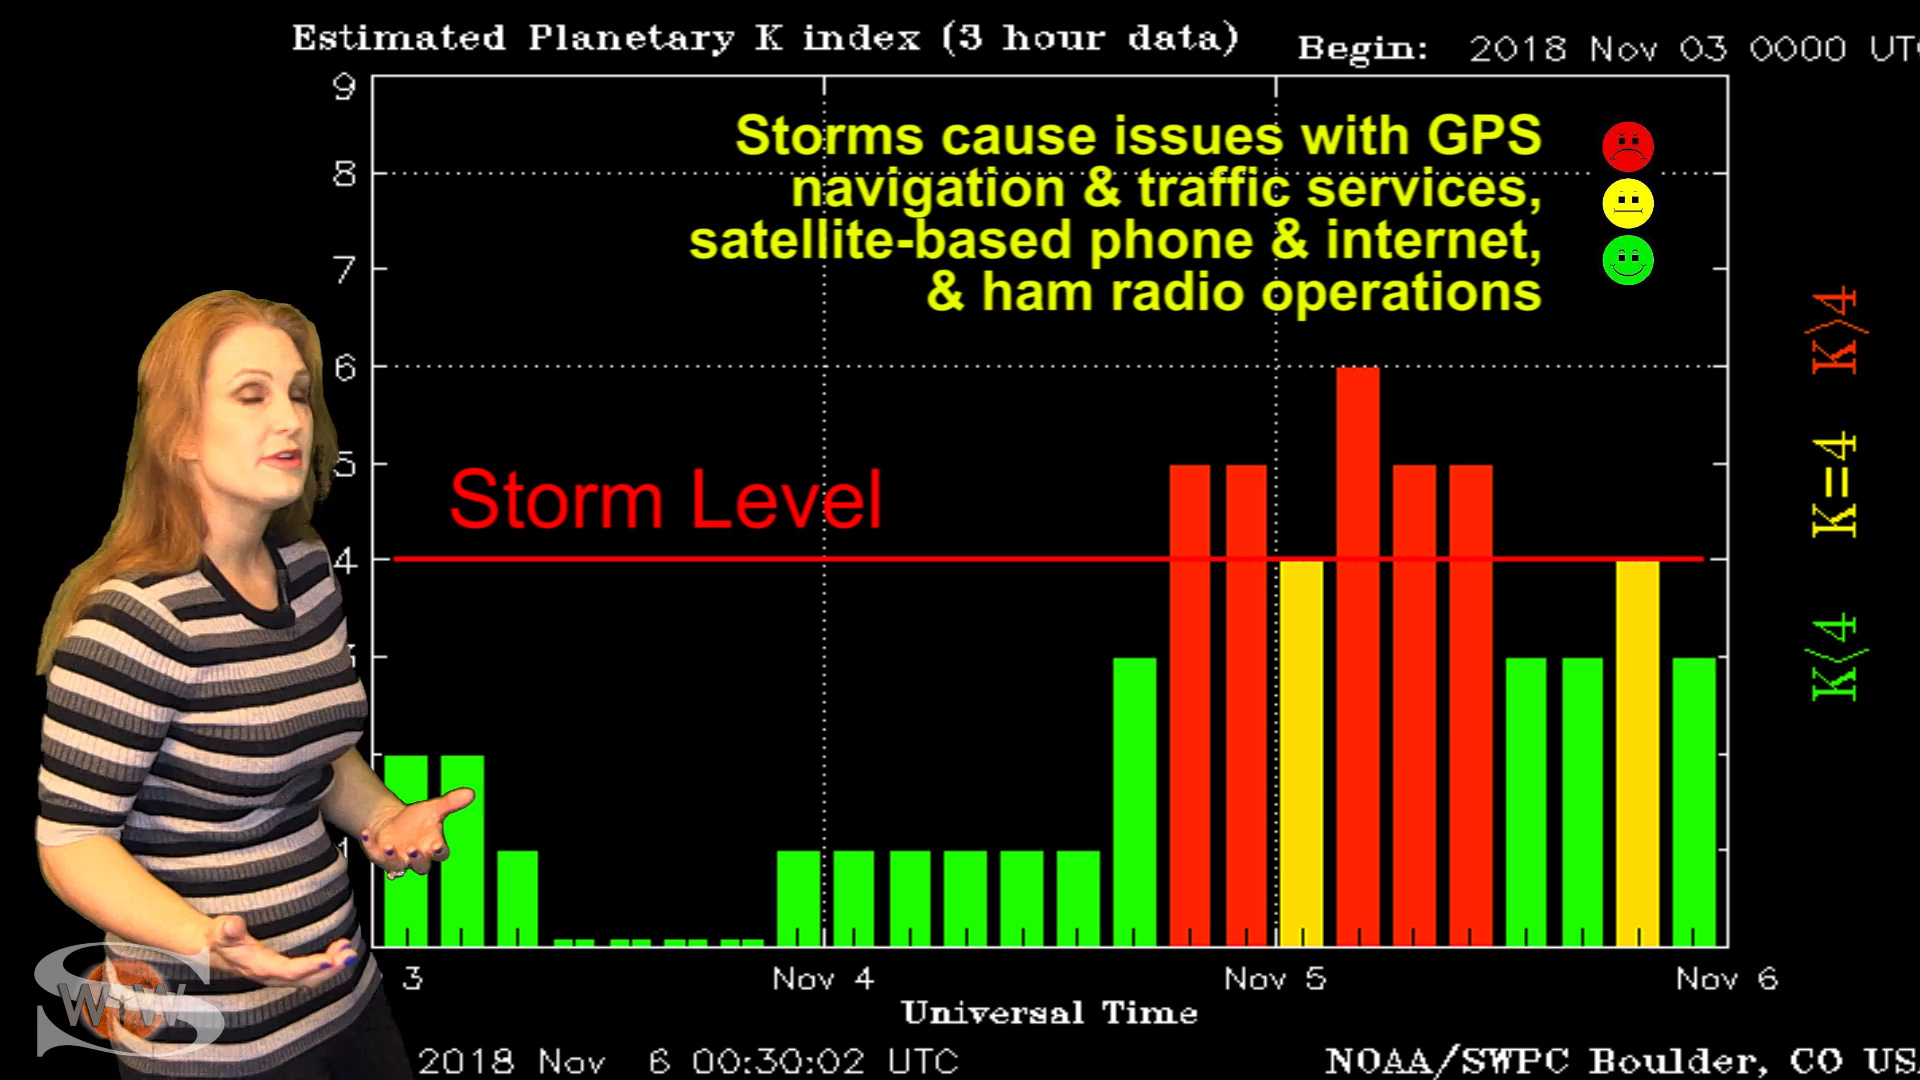 Estimated Planetary K index (3 hour data)
Begin: 2018 Nov 03 0000 UTC
9
8
7
6
5
4
1
Storms cause issues with GPS
navigation & traffic services,
satellite-based phone & internet,
& ham radio operations
Storm Level
K>4
K=4
K<4
3
Nov 4
Nov 5
Nov 6
Universal Time
2018 Nov 6 00:30:02 UTC
NOAA/SWPC Boulder, CO US